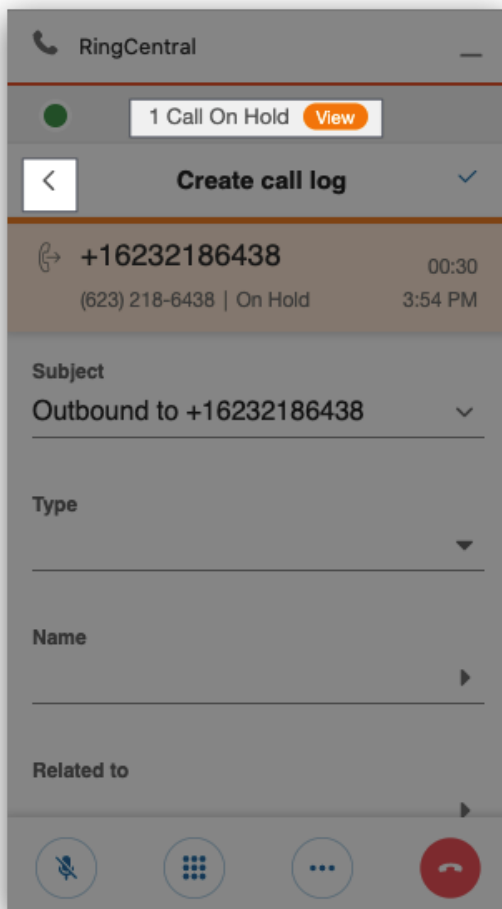 RingCentral
1 Call On Hold View
Create call log
+16232186438 00:30
(623) 218-6438 | On Hold 3:54 PM
Subject
Outbound to +16232186438
Type
Name
Related to